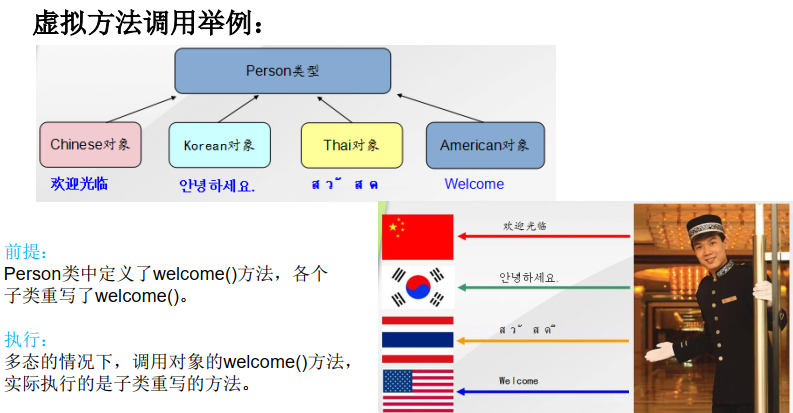 虚拟方法调用举例：
Person类型
Chinese对象
Korean对象
Thai对象
American对象
欢迎光临
안녕하세요.
ส ว ั ส ด
Welcome
前提：
Person类中定义了welcome()方法，各个
子类重写了welcome()。
执行：
多态的情况下，调用对象的welcome()方法，
实际执行的是子类重写的方法。
欢迎光临
안녕하세요.
ส ว ั ส ด ี
Welcome